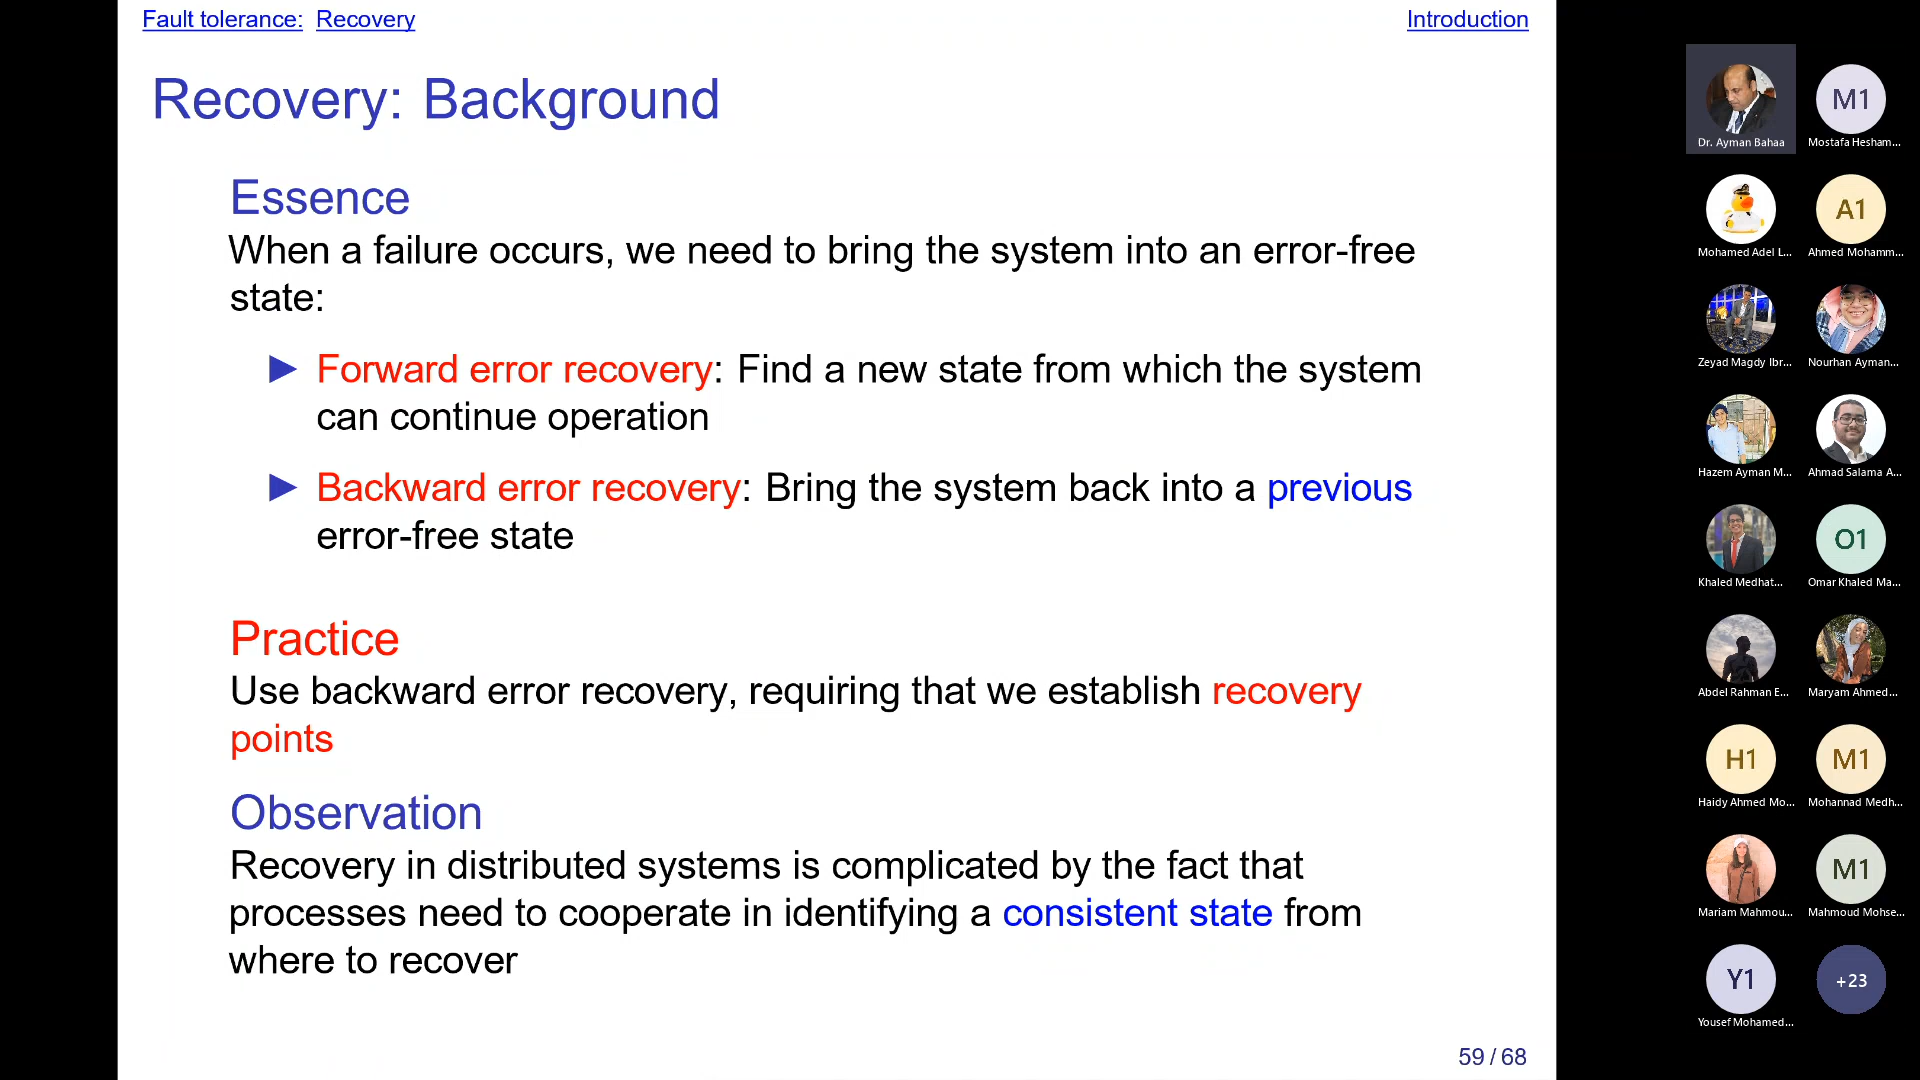 Fault tolerance: Recovery
Introduction
Recovery: Background
Essence
When a failure occurs, we need to bring the system into an error-free
state:
► Forward error recovery: Find a new state from which the system
can continue operation
► Backward error recovery: Bring the system back into a previous
error-free state
Practice
Use backward error recovery, requiring that we establish recovery
points
Observation
Recovery in distributed systems is complicated by the fact that
processes need to cooperate in identifying a consistent state from
where to recover
59 / 68
Dr. Ayman Bahaa
M1
Mostafa Hesham...
Mohamed Adel L...
A1
Ahmed Mohamm...
Zeyad Magdy Ibr...
Nourhan Ayman...
Hazem Ayman M...
Ahmad Salama A...
Khaled Medhat...
O1
Omar Khaled Ma...
Abdel Rahman E...
Maryam Ahmed...
H1
Haidy Ahmed Mo...
M1
Mohannad Medh...
Mariam Mahmou...
M1
Mahmoud Mohse...
Y1
Yousef Mohamed...
+23